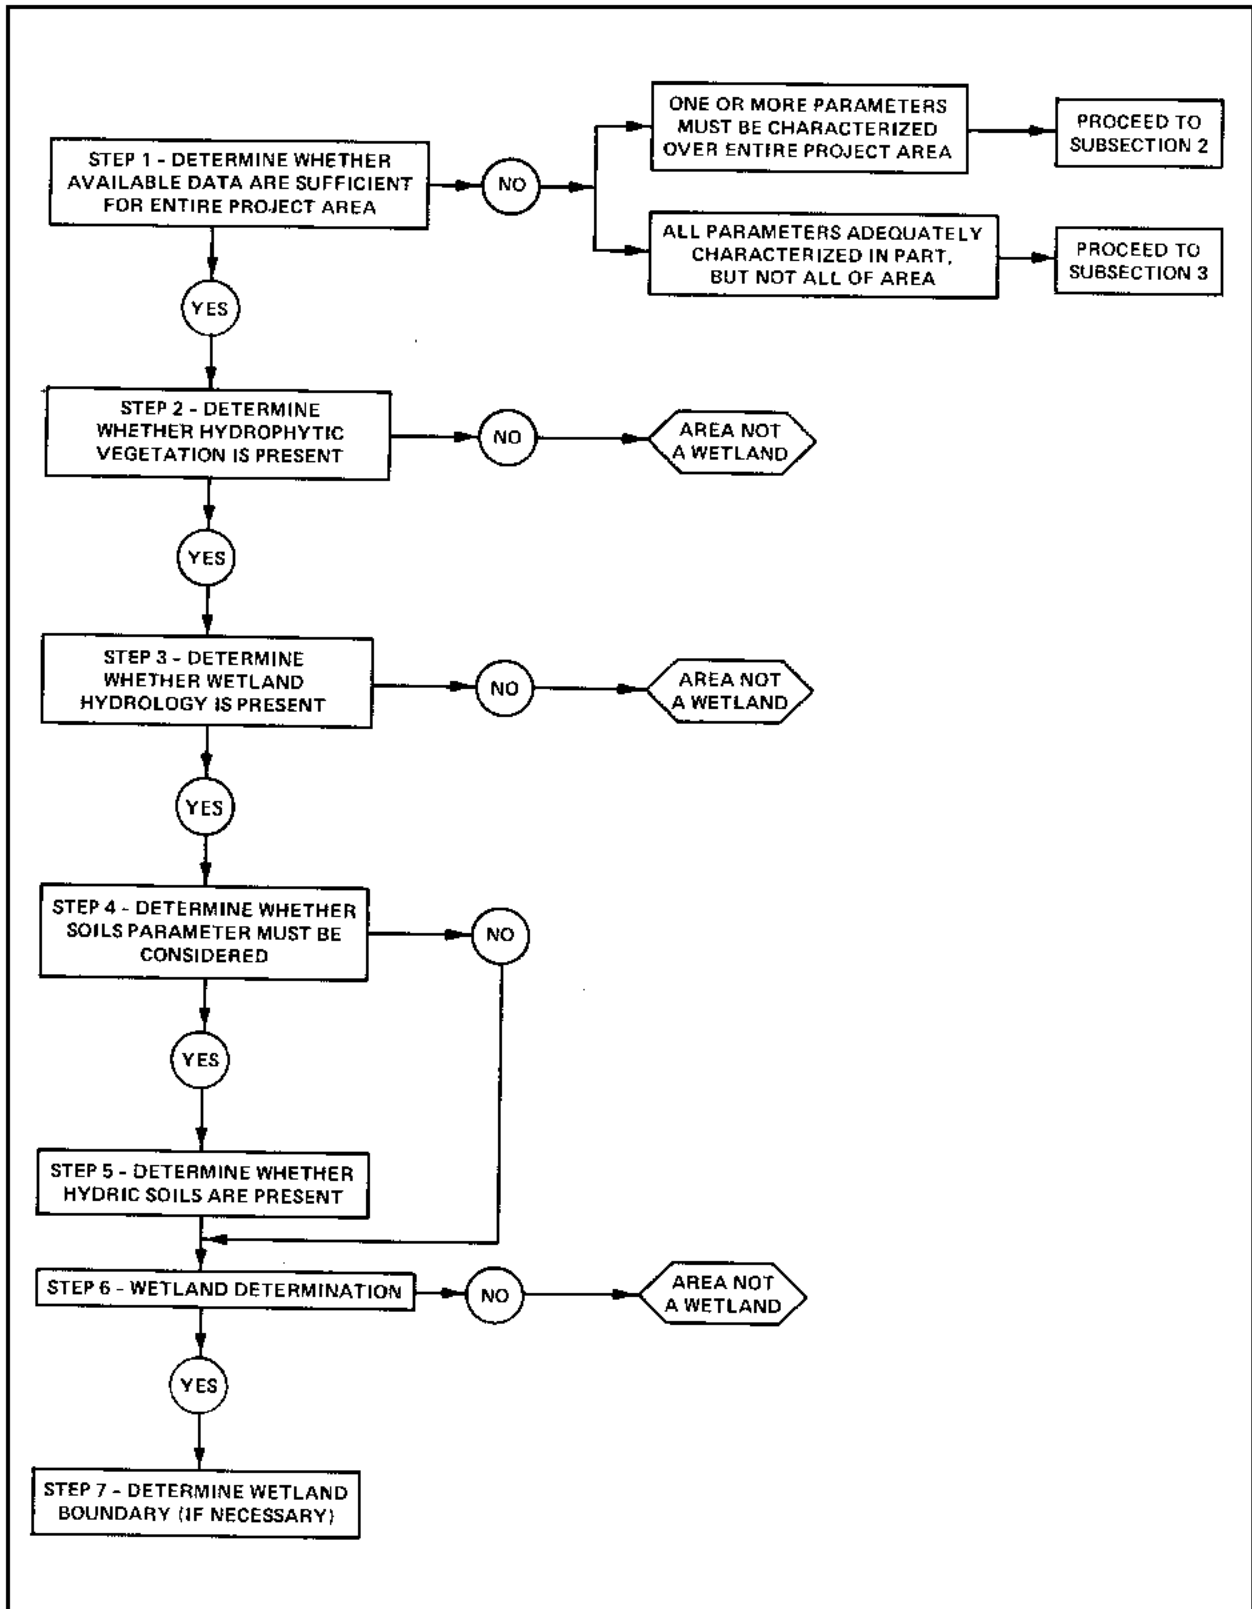 ONE OR MORE PARAMETERS
MUST BE CHARACTERIZED
OVER ENTIRE PROJECT AREA
PROCEED TO
SUBSECTION 2
STEP 1 - DETERMINE WHETHER
AVAILABLE DATA ARE SUFFICIENT
FOR ENTIRE PROJECT AREA
NO
ALL PARAMETERS ADEQUATELY
CHARACTERIZED IN PART,
BUT NOT ALL OF AREA
PROCEED TO
SUBSECTION 3
YES
STEP 2 - DETERMINE
WHETHER HYDROPHYTIC
VEGETATION IS PRESENT
NO
AREA NOT
A WETLAND
YES
STEP 3 - DETERMINE
WHETHER WETLAND
HYDROLOGY IS PRESENT
NO
AREA NOT
A WETLAND
YES
STEP 4 - DETERMINE WHETHER
SOILS PARAMETER MUST BE
CONSIDERED
NO
YES
STEP 5 - DETERMINE WHETHER
HYDRIC SOILS ARE PRESENT
STEP 6 - WETLAND DETERMINATION
NO
AREA NOT
A WETLAND
YES
STEP 7 - DETERMINE WETLAND
BOUNDARY (IF NECESSARY)